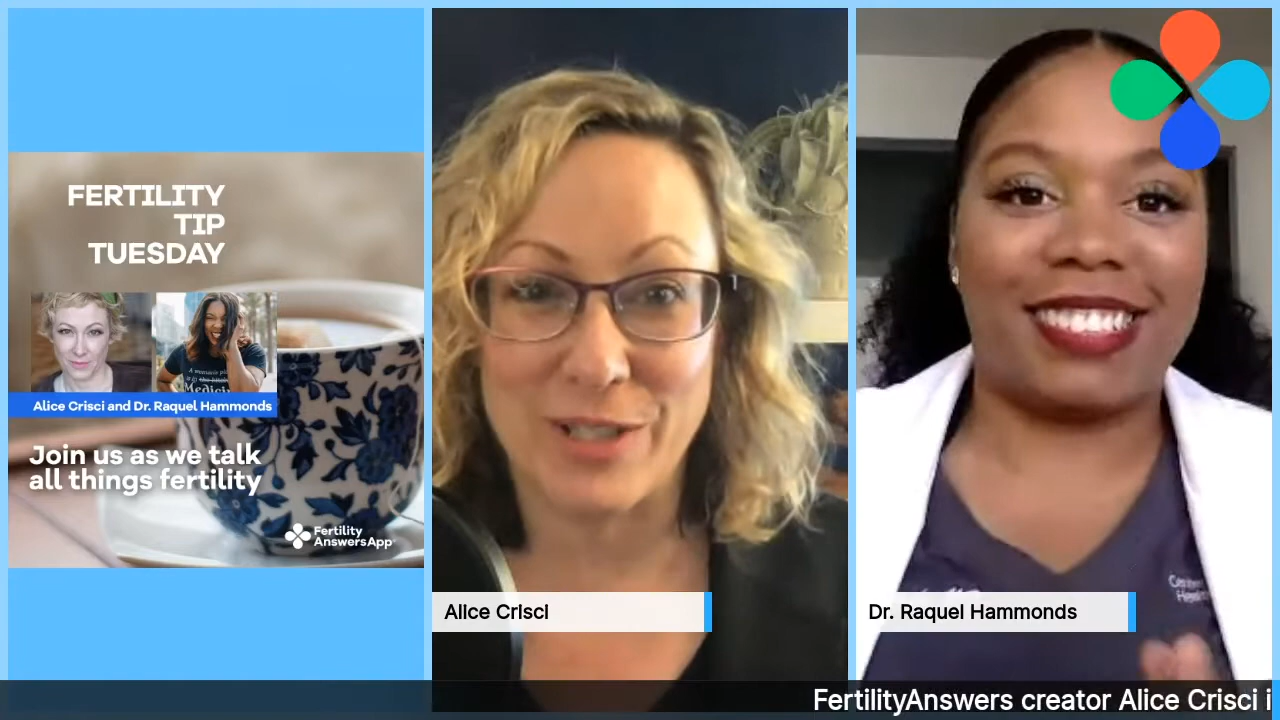 FERTILITY
TIP
TUESDAY
Medicine
Alice Crisci and Dr. Raquel Hammonds
Join us as we talk
all things fertility
Fertility
AnswersApp
Alice Crisci
Dr. Raquel Hammonds
FertilityAnswers creator Alice Crisci i